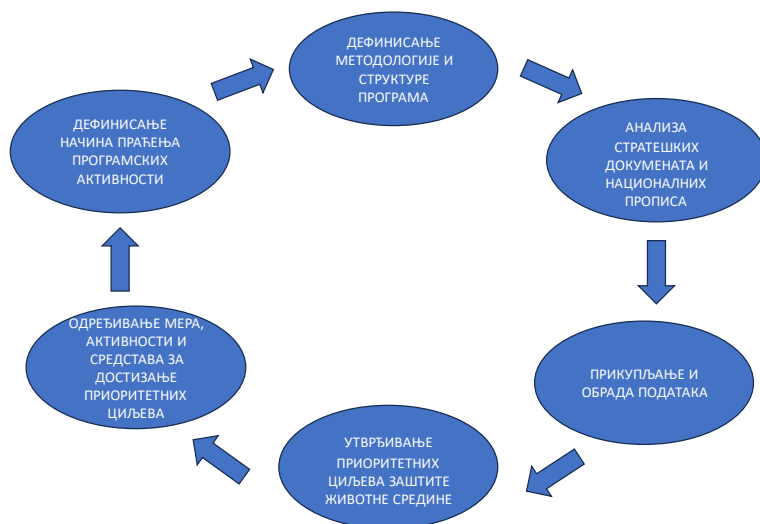 ДЕФИНИСАЊЕ
МЕТОДОЛОГИЈЕ И
СТРУКТУРЕ
ПРОГРАМА
АНАЛИЗА
СТРАТЕШКИХ
ДОКУМЕНАТА И
НАЦИОНАЛНИХ
ПРОПИСА
ПРИКУПЉАЊЕ И
ОБРАДА ПОДАТАКА
УТВРЂИВАЊЕ
ПРИОРИТЕТНИХ
ЦИЉЕВА ЗАШТИТЕ
ЖИВОТНЕ СРЕДИНЕ
ОДРЕЂИВАЊЕ МЕРА,
АКТИВНОСТИ И
СРЕДСТАВА ЗА
ДОСТИЗАЊЕ
ПРИОРИТЕТНИХ
ЦИЉЕВА
ДЕФИНИСАЊЕ
НАЧИНА ПРАЋЕЊА
ПРОГРАМСКИХ
АКТИВНОСТИ